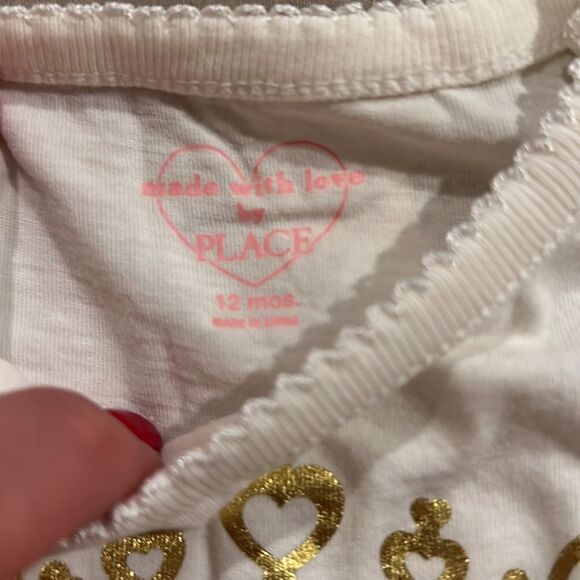 made with love
by
PLACE
12 mos.
MADE IN CHINA